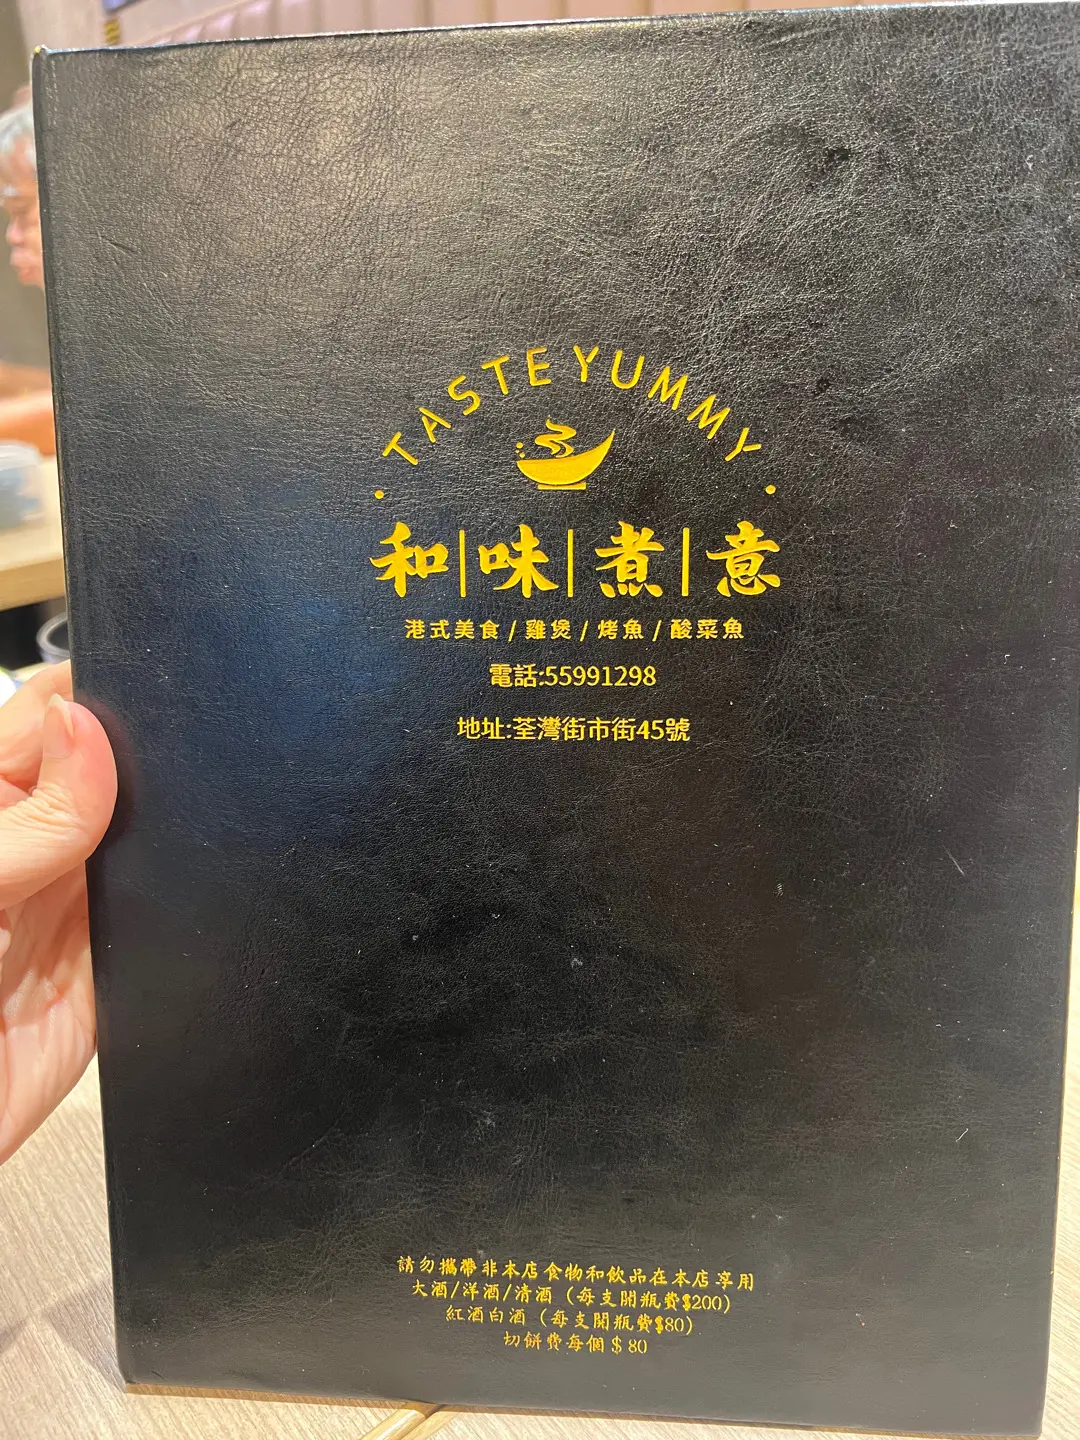 TASTEYUMMY
和|味|煮|意
港式美食/雞煲/烤魚/酸菜魚
電話:55991298
地址:荃灣街市街45號
請勿攜帶非本店食物和飲品在本店享用
大酒/洋酒/清酒（每支開瓶費$200）
紅酒白酒（每支開瓶費$80）
切餅費每個$80